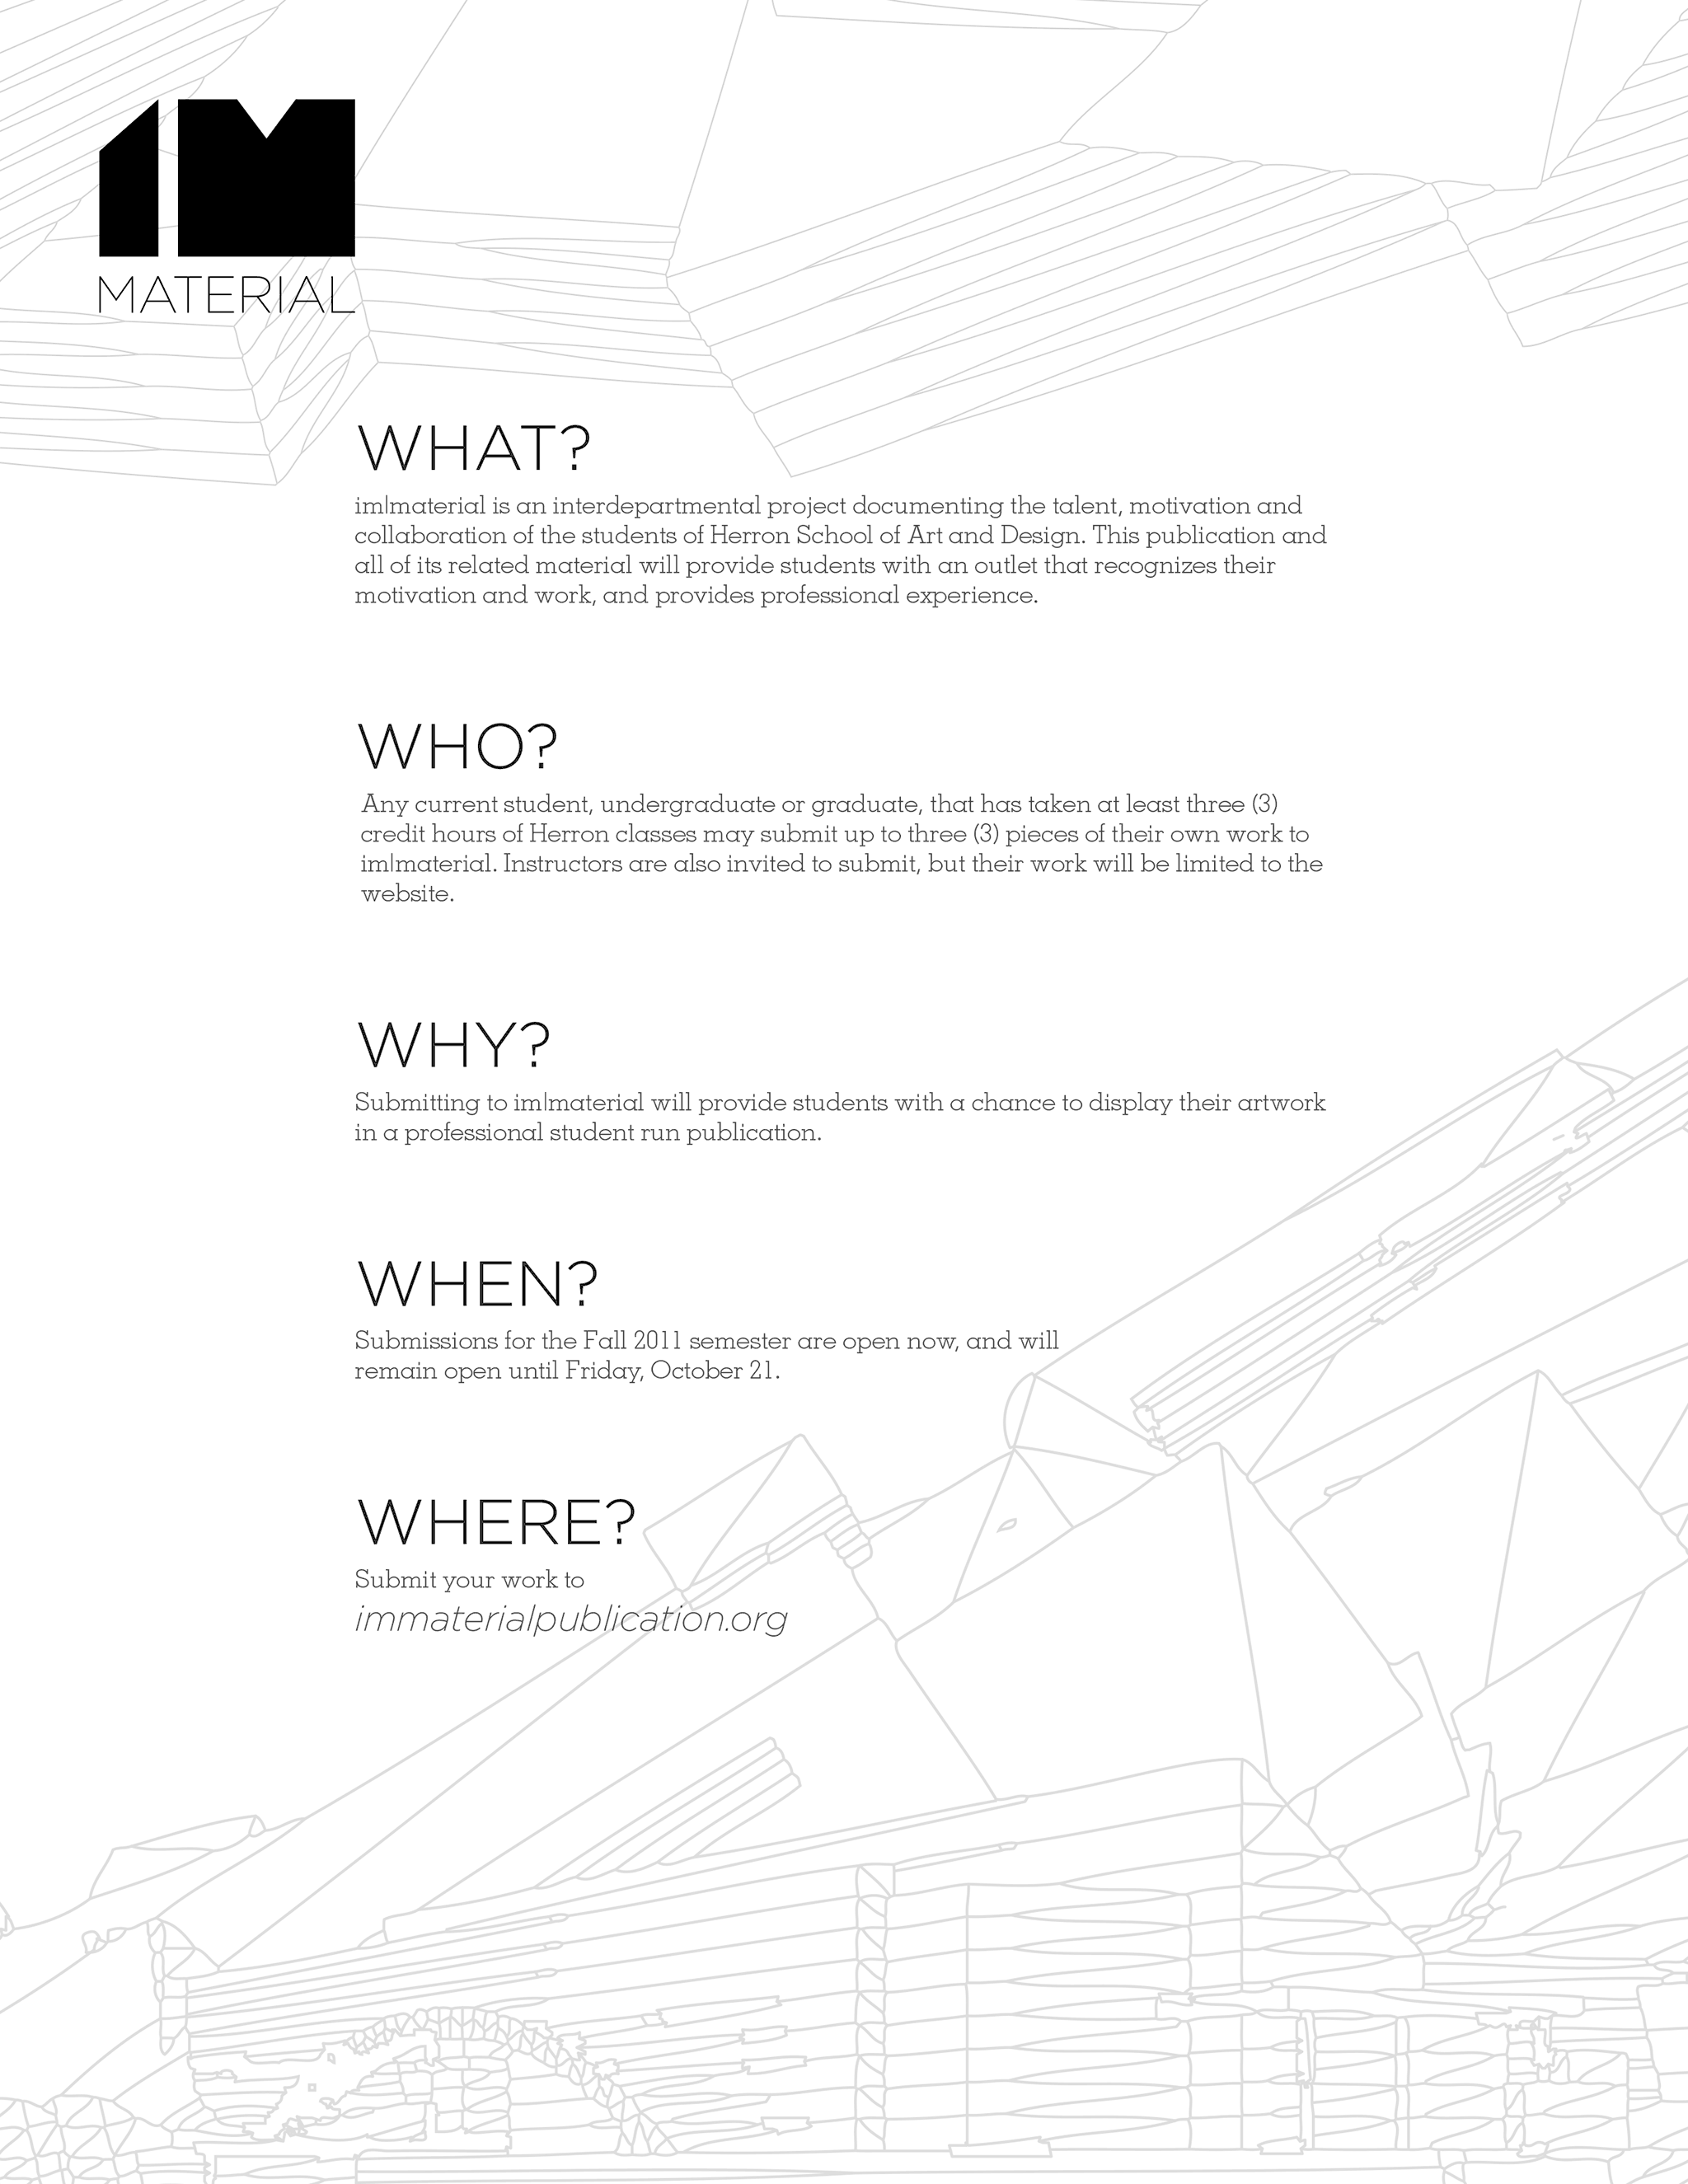 IM
MATERIAL
WHAT?
im|material is an interdepartmental project documenting the talent, motivation and
collaboration of the students of Herron School of Art and Design. This publication and
all of its related material will provide students with an outlet that recognizes their
motivation and work, and provides professional experience.
WHO?
Any current student, undergraduate or graduate, that has taken at least three (3)
credit hours of Herron classes may submit up to three (3) pieces of their own work to
im|material. Instructors are also invited to submit, but their work will be limited to the
website.
WHY?
Submitting to im|material will provide students with a chance to display their artwork
in a professional student run publication.
WHEN?
Submissions for the Fall 2011 semester are open now, and will
remain open until Friday, October 21.
WHERE?
Submit your work to
immaterialpublication.org